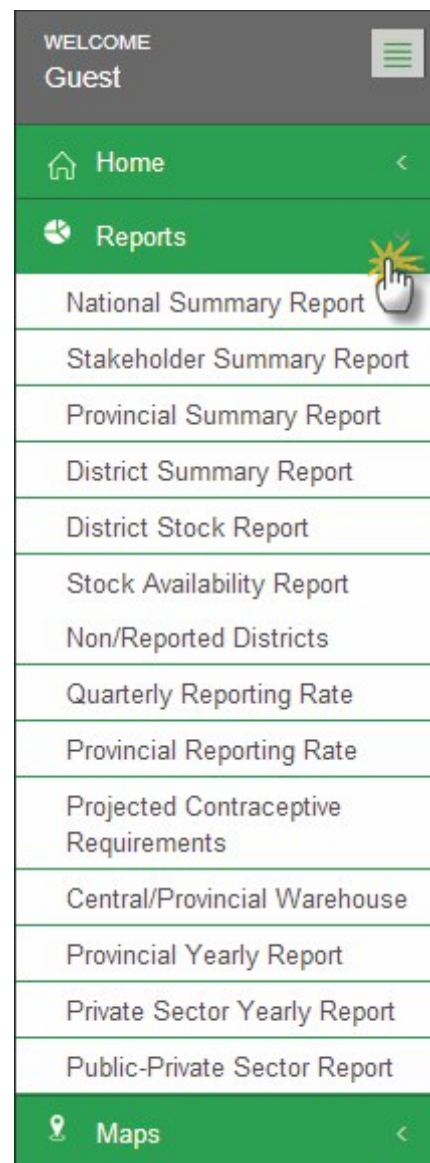 WELCOME
Guest
Home
Reports
National Summary Report
Stakeholder Summary Report
Provincial Summary Report
District Summary Report
District Stock Report
Stock Availability Report
Non/Reported Districts
Quarterly Reporting Rate
Provincial Reporting Rate
Projected Contraceptive
Requirements
Central/Provincial Warehouse
Provincial Yearly Report
Private Sector Yearly Report
Public-Private Sector Report
Maps